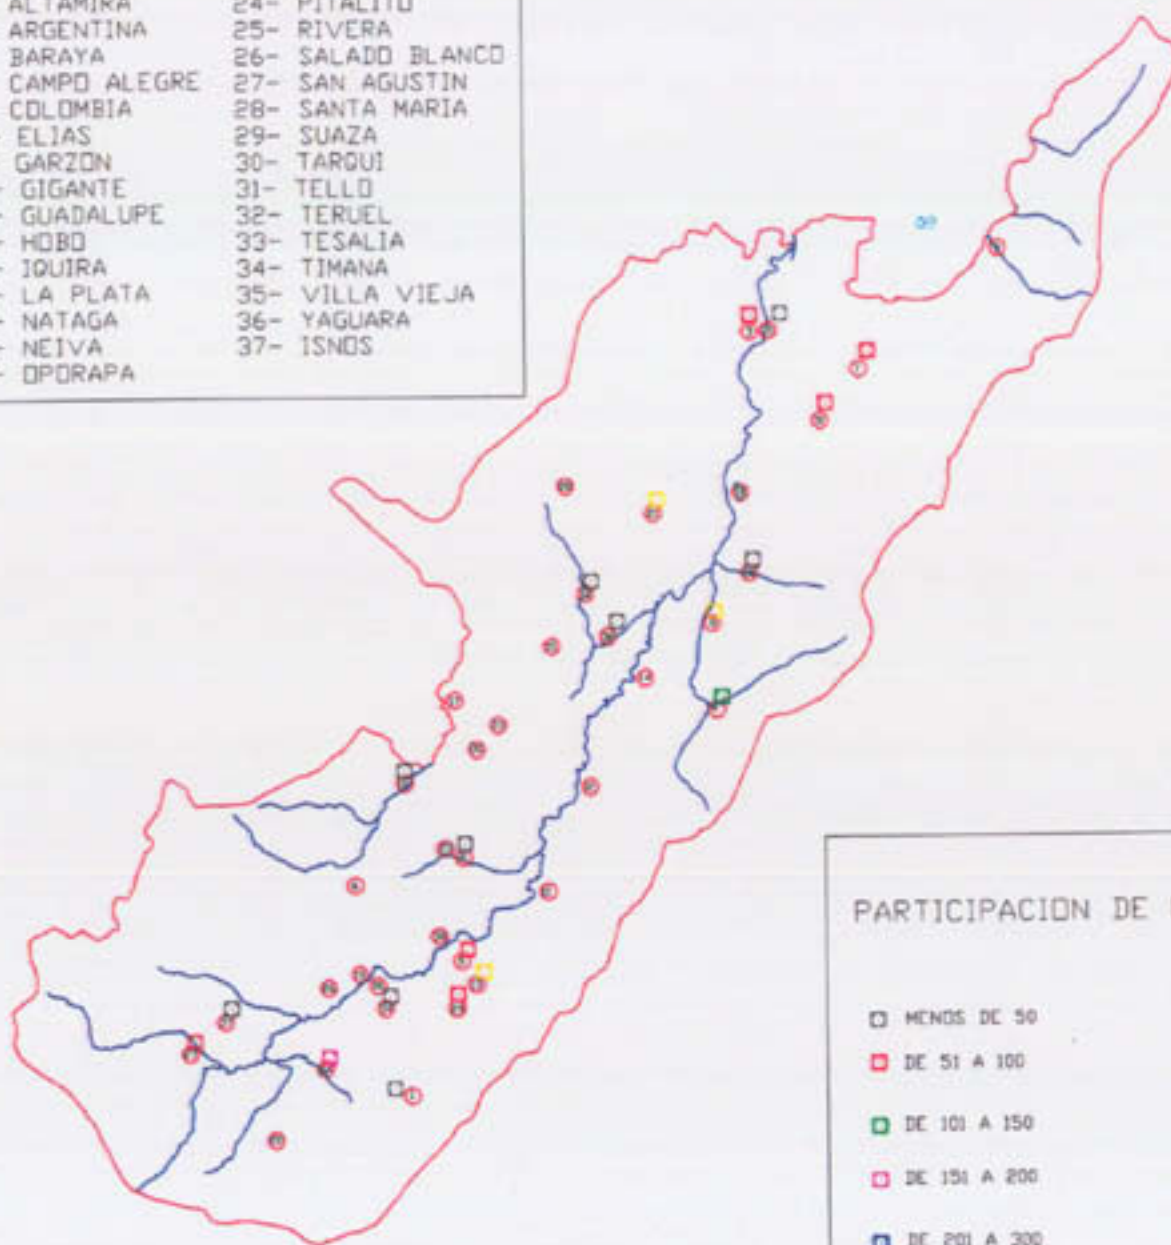 ALTAMIRA 24- PITALITO
ARGENTINA 25- RIVERA
BARAYA 26- SALADO BLANCO
CAMPO ALEGRE 27- SAN AGUSTIN
COLOMBIA 28- SANTA MARIA
ELIAS 29- SUAZA
GARZON 30- TARQUI
GIGANTE 31- TELLO
GUADALUPE 32- TERUEL
HOBO 33- TESALIA
IQUIRA 34- TIMANA
LA PLATA 35- VILLA VIEJA
NATAGA 36- YAGUARA
NEIVA 37- ISNOS
OPORAPA
PARTICIPACION DE
MENOS DE 50
DE 51 A 100
DE 101 A 150
DE 151 A 200
DE 201 A 300